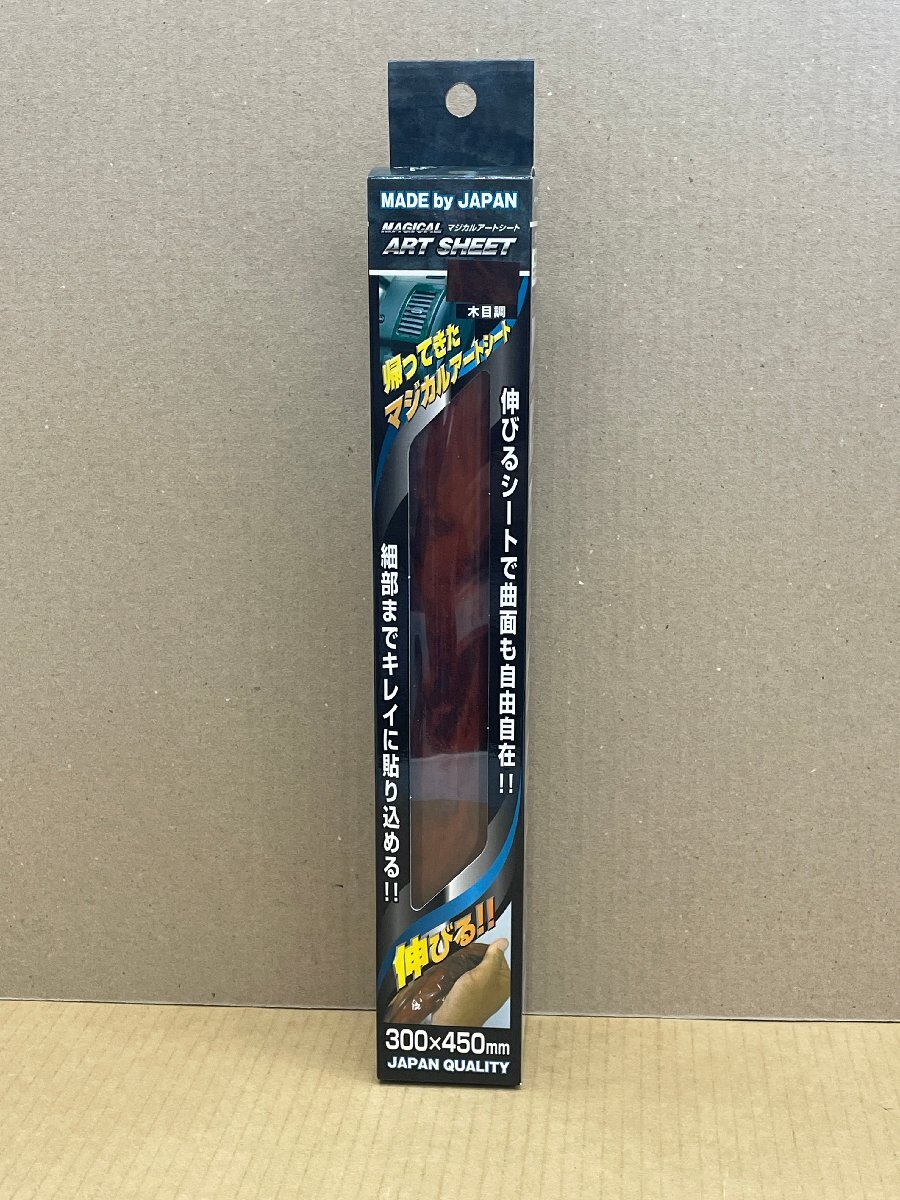 MADE by JAPAN
MAGICAL マジカルアートシート
ART SHEET
木目調
帰ってきた
マジカルアートシート
伸びるシートで曲面も自由自在!!
細部までキレイに貼り込める!!
伸びる!!
300×450mm
JAPAN QUALITY